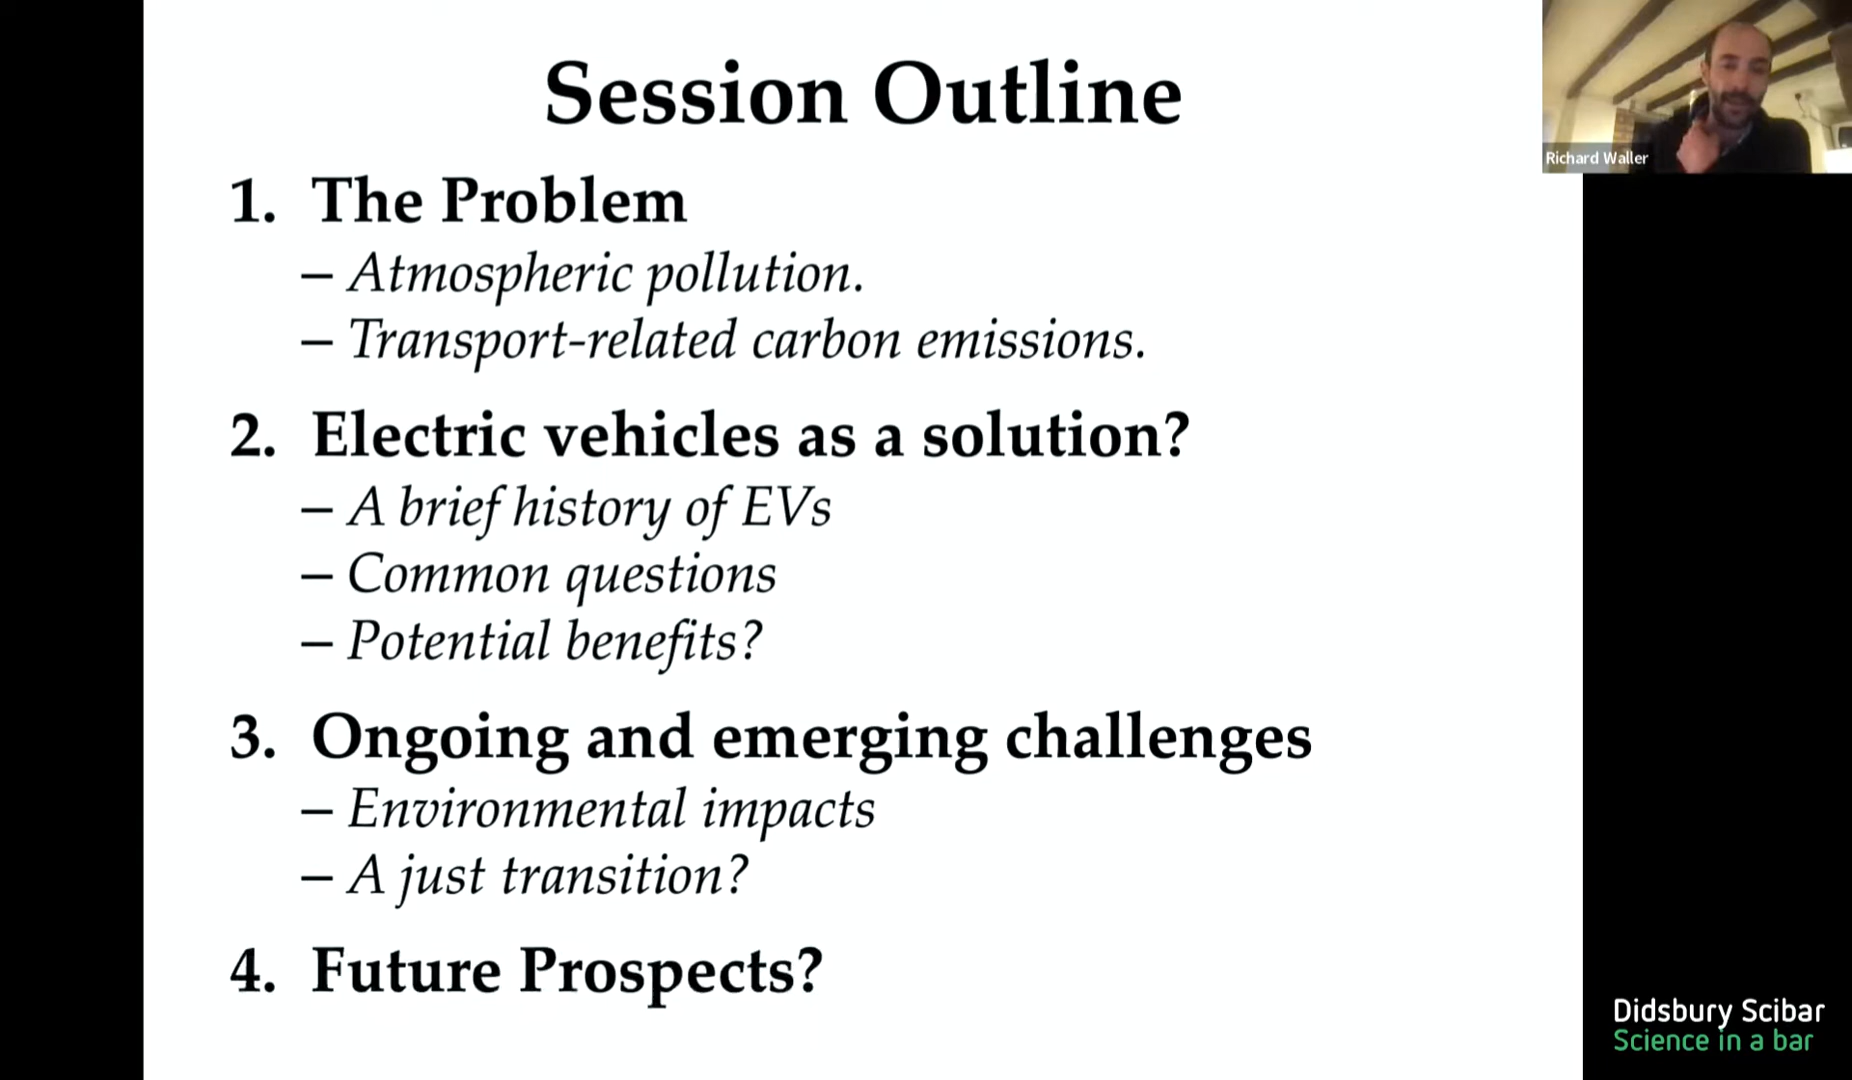 Session Outline
1. The Problem
– Atmospheric pollution.
– Transport-related carbon emissions.
2. Electric vehicles as a solution?
– A brief history of EVs
– Common questions
– Potential benefits?
3. Ongoing and emerging challenges
– Environmental impacts
– A just transition?
4. Future Prospects?
Richard Waller
Didsbury Scibar
Science in a bar